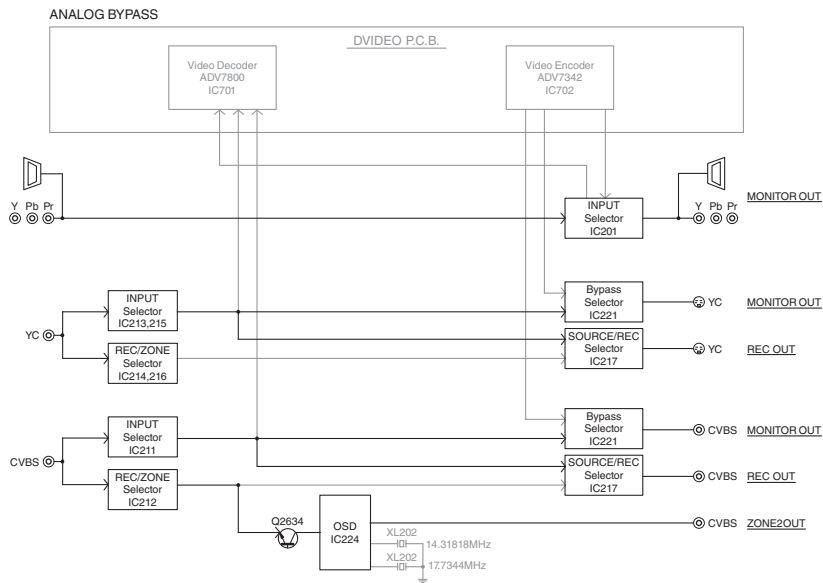 ANALOG BYPASS
DVIDEO P.C.B.
Video Decoder
ADV7800
IC701
Video Encoder
ADV7342
IC702
Y Pb Pr
INPUT
Selector
IC201
Y Pb Pr
MONITOR OUT
YC
INPUT
Selector
IC213,215
REC/ZONE
Selector
IC214,216
Bypass
Selector
IC221
YC
MONITOR OUT
SOURCE/REC
Selector
IC217
YC
REC OUT
CVBS
INPUT
Selector
IC211
REC/ZONE
Selector
IC212
Bypass
Selector
IC221
CVBS
MONITOR OUT
SOURCE/REC
Selector
IC217
CVBS
REC OUT
Q2634
OSD
IC224
CVBS
ZONE2OUT
XL202
14.31818MHz
XL202
17.7344MHz